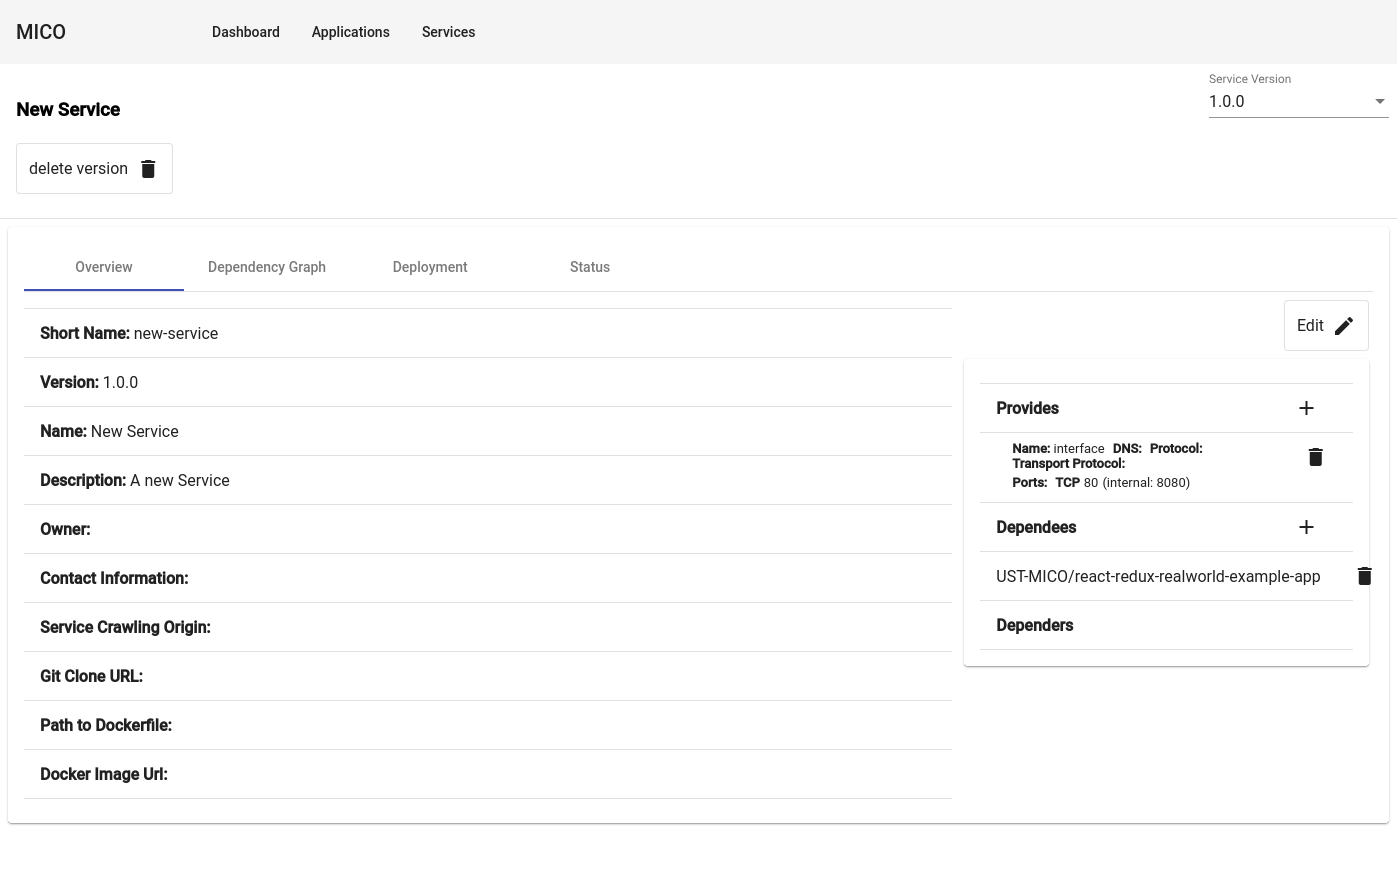 MICO
Dashboard
Applications
Services
New Service
Service Version
1.0.0
delete version
Overview
Dependency Graph
Deployment
Status
Short Name: new-service
Version: 1.0.0
Name: New Service
Description: A new Service
Owner:
Contact Information:
Service Crawling Origin:
Git Clone URL:
Path to Dockerfile:
Docker Image Url:
Edit
Provides
Name: interface DNS: Protocol:
Transport Protocol:
Ports: TCP 80 (internal: 8080)
Dependees
UST-MICO/react-redux-realworld-example-app
Dependers